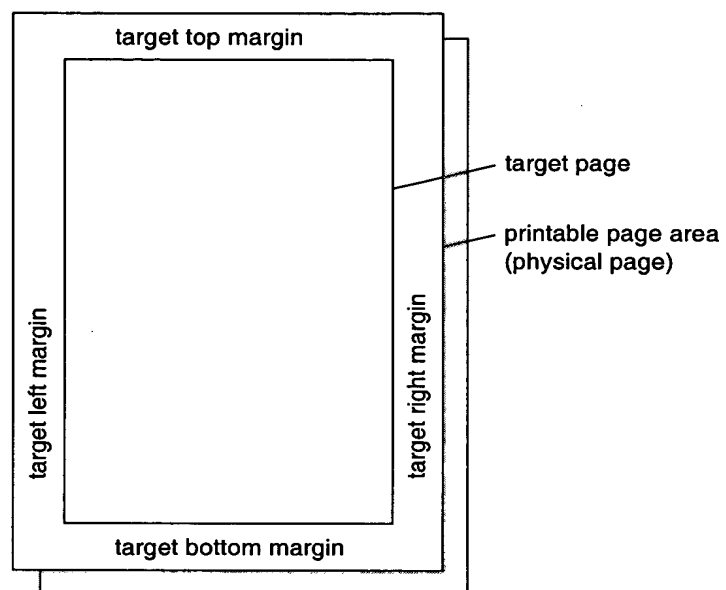 target top margin
target page
printable page area
(physical page)
target left margin
target right margin
target bottom margin